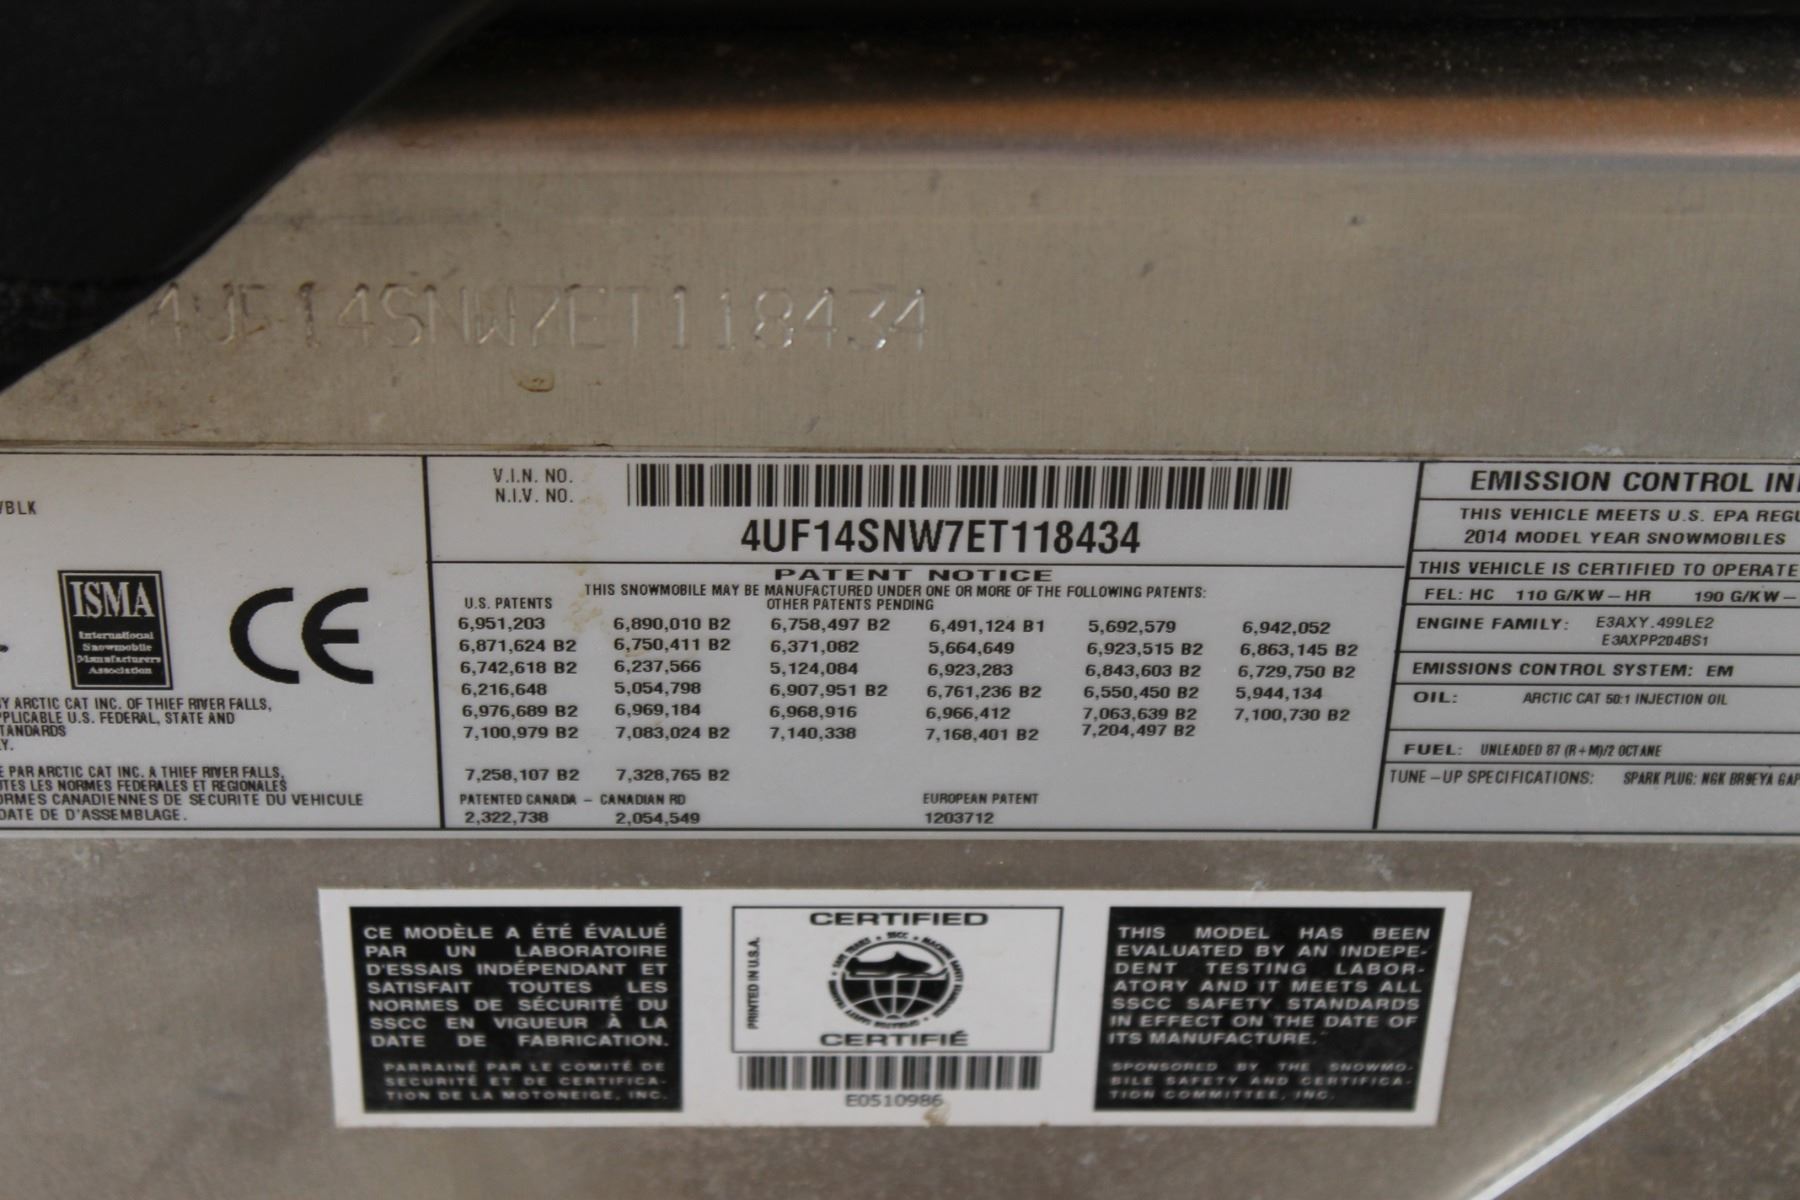 4UF14SNW7ET118434
/BLK
ISMA
International
Snowmobile
Manufacturers
Association
CE
BY ARCTIC CAT INC. OF THIEF RIVER FALLS,
PPLICABLE U.S. FEDERAL, STATE AND
TANDARDS
Y.
E PAR ARCTIC CAT INC. A THIEF RIVER FALLS,
UTES LES NORMES FEDERALES ET REGIONALES
ORMES CANADIENNES DE SECURITE DU VEHICULE
DATE DE D'ASSEMBLAGE.
V.I.N. NO.
N.I.V. NO.
4UF14SNW7ET118434
PATENT NOTICE
THIS SNOWMOBILE MAY BE MANUFACTURED UNDER ONE OR MORE OF THE FOLLOWING PATENTS:
U.S. PATENTS OTHER PATENTS PENDING
6,951,203 6,890,010 B2 6,758,497 B2 6,491,124 B1 5,692,579 6,942,052
6,871,624 B2 6,750,411 B2 6,371,082 5,664,649 6,923,515 B2 6,863,145 B2
6,742,618 B2 6,237,566 5,124,084 6,923,283 6,843,603 B2 6,729,750 B2
6,216,648 5,054,798 6,907,951 B2 6,761,236 B2 6,550,450 B2 5,944,134
6,976,689 B2 6,969,184 6,968,916 6,966,412 7,063,639 B2 7,100,730 B2
7,100,979 B2 7,083,024 B2 7,140,338 7,168,401 B2 7,204,497 B2
7,258,107 B2 7,328,765 B2
PATENTED CANADA – CANADIAN RD EUROPEAN PATENT
2,322,738 2,054,549 1203712
EMISSION CONTROL IN
THIS VEHICLE MEETS U.S. EPA REGU
2014 MODEL YEAR SNOWMOBILES
THIS VEHICLE IS CERTIFIED TO OPERATE
FEL: HC 110 G/KW – HR 190 G/KW –
ENGINE FAMILY: E3AXY.499LE2
E3AXPP204BS1
EMISSIONS CONTROL SYSTEM: EM
OIL: ARCTIC CAT 50:1 INJECTION OIL
FUEL: UNLEADED 87 (R+M)/2 OCTANE
TUNE–UP SPECIFICATIONS: SPARK PLUG: NGK BR9EYA GAP
CE MODÈLE A ÉTÉ ÉVALUÉ
PAR UN LABORATOIRE
D'ESSAIS INDÉPENDANT ET
SATISFAIT TOUTES LES
NORMES DE SÉCURITÉ DU
SSCC EN VIGUEUR À LA
DATE DE FABRICATION.
PARRAINÉ PAR LE COMITÉ DE
SECURITÉ ET DE CERTIFICA-
TION DE LA MOTONEIGE, INC.
CERTIFIED
PRINTED IN U.S.A.
SSCC
CERTIFIÉ
E0510986
THIS MODEL HAS BEEN
EVALUATED BY AN INDEPE-
DENT TESTING LABOR-
ATORY AND IT MEETS ALL
SSCC SAFETY STANDARDS
IN EFFECT ON THE DATE OF
ITS MANUFACTURE.
SPONSORED BY THE SNOWMO-
BILE SAFETY AND CERTIFICA-
TION COMMITTEE, INC.